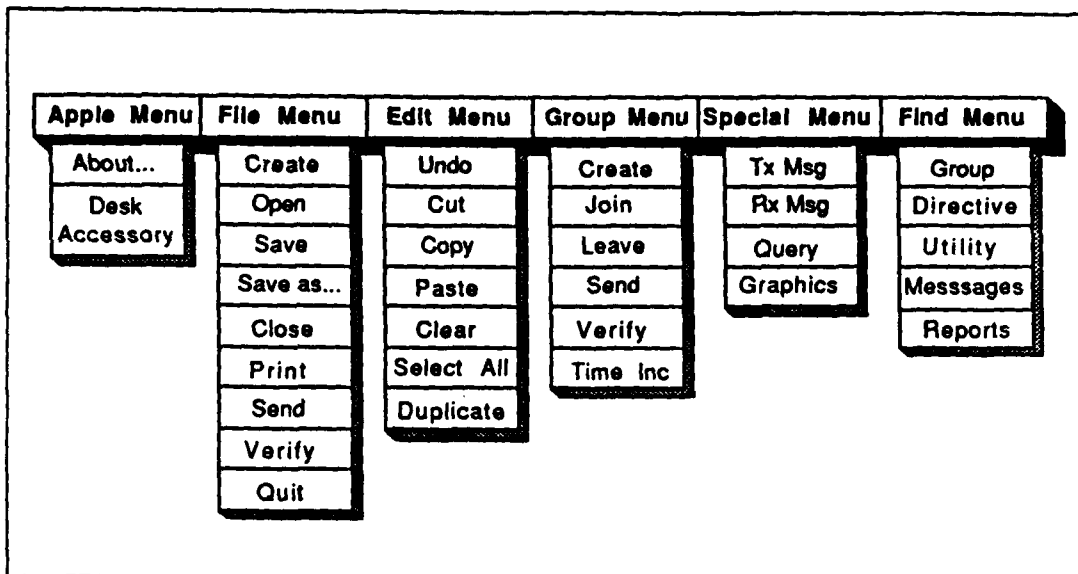 Apple Menu File Menu Edit Menu Group Menu Special Menu Find Menu
About...
Desk
Accessory
Create
Open
Save
Save as...
Close
Print
Send
Verify
Quit
Undo
Cut
Copy
Paste
Clear
Select All
Duplicate
Create
Join
Leave
Send
Verify
Time Inc
Tx Msg
Rx Msg
Query
Graphics
Group
Directive
Utility
Messsages
Reports